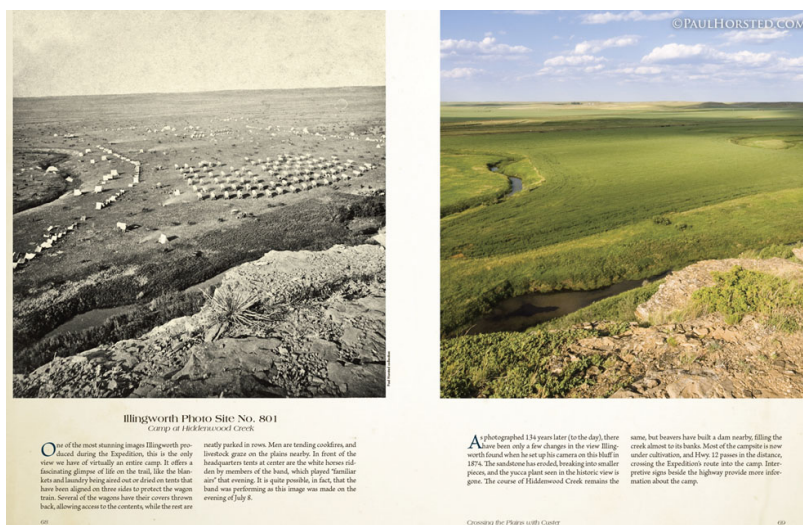 ©PAULHORSTED.COM
Paul Horsted collection
Illingworth Photo Site No. 801
Camp at Hiddenwood Creek
One of the most stunning images Illingworth pro-
duced during the Expedition, this is the only
view we have of virtually an entire camp. It offers a
fascinating glimpse of life on the trail, like the blan-
kets and laundry being aired out or dried on tents that
have been aligned on three sides to protect the wagon
train. Several of the wagons have their covers thrown
back, allowing access to the contents, while the rest are
neatly parked in rows. Men are tending cookfires, and
livestock graze on the plains nearby. In front of the
headquarters tents at center are the white horses rid-
den by members of the band, which played "familiar
airs" that evening. It is quite possible, in fact, that the
band was performing as this image was made on the
evening of July 8.
68
As photographed 134 years later (to the day), there
have been only a few changes in the view Illing-
worth found when he set up his camera on this bluff in
1874. The sandstone has eroded, breaking into smaller
pieces, and the yucca plant seen in the historic view is
gone. The course of Hiddenwood Creek remains the
same, but beavers have built a dam nearby, filling the
creek almost to its banks. Most of the campsite is now
under cultivation, and Hwy. 12 passes in the distance,
crossing the Expedition's route into the camp. Inter-
pretive signs beside the highway provide more infor-
mation about the camp.
Crossing the Plains with Custer
69